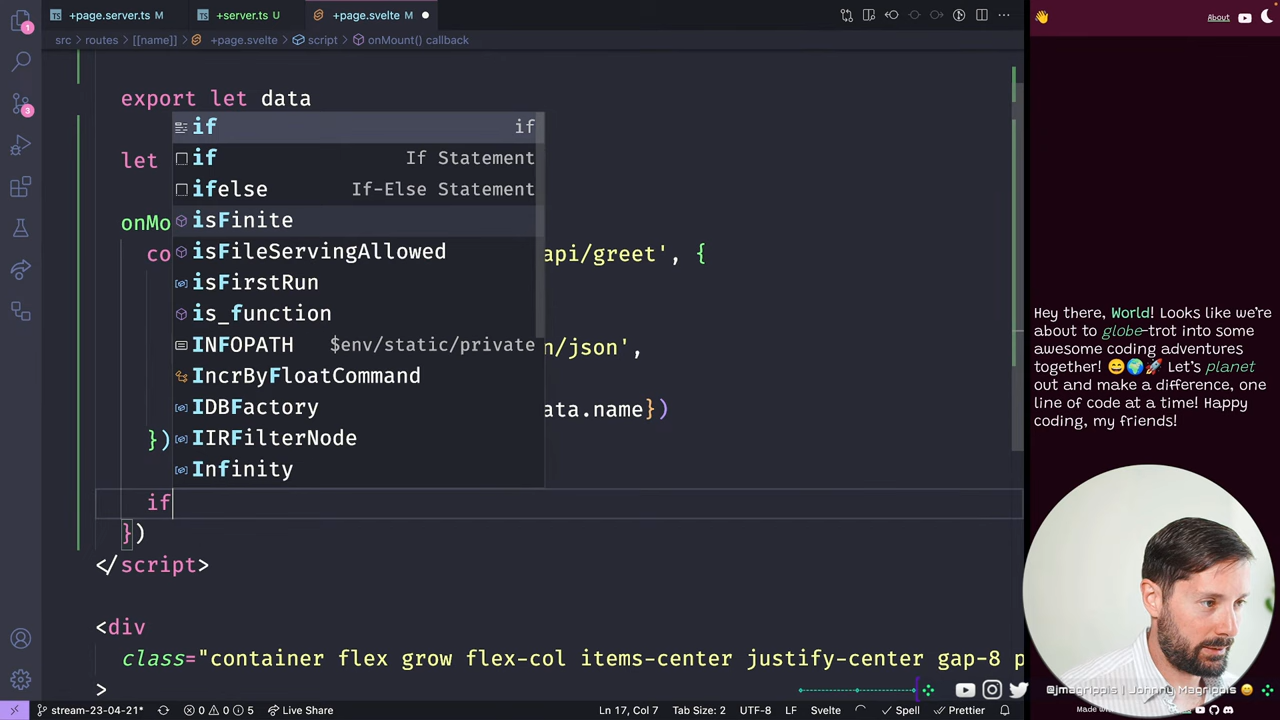 +page.server.ts M
+server.ts U
+page.svelte M
src > routes > [[name]] > +page.svelte > script > onMount() callback
export let data
if if
let
if If Statement
ifelse If-Else Statement
onMo
isFinite
co
isFileServingAllowed
api/greet', {
isFirstRun
is_function
INFOPATH $env/static/private
n/json',
IncrByFloatCommand
IDBFactory
ata.name})
})
IIRFilterNode
Infinity
if
})
</script>
<div
class="container flex grow flex-col items-center justify-center gap-8 p
>
1
3
stream-23-04-21*
0 0 5
Live Share
Ln 17, Col 7
Tab Size: 2
UTF-8
LF
Svelte
Spell
Prettier
About
Hey there, World! Looks like we're
about to globe-trot into some
awesome coding adventures
together! 😄🌍🚀 Let's planet
out and make a difference, one
line of code at a time! Happy
coding, my friends!
@jmagrippis | Johnny Magrippis